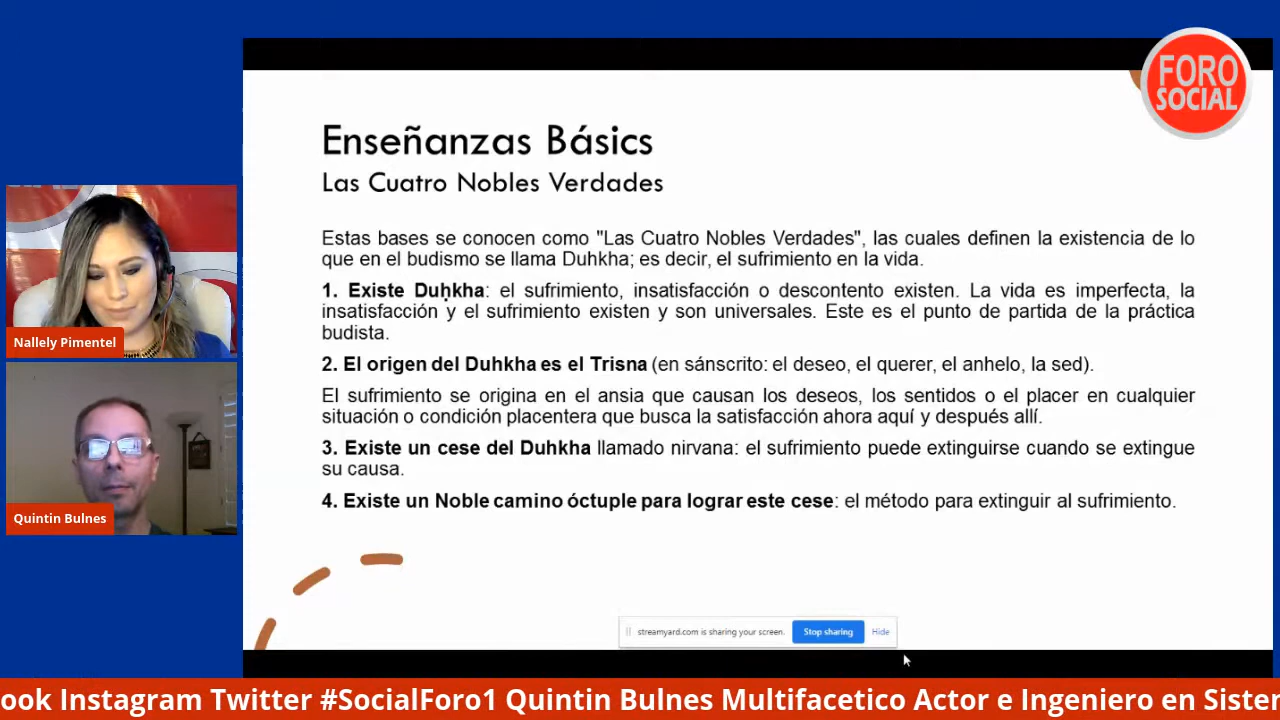 FORO
SOCIAL
Enseñanzas Básics
Las Cuatro Nobles Verdades
Estas bases se conocen como "Las Cuatro Nobles Verdades", las cuales definen la existencia de lo
que en el budismo se llama Duhkha; es decir, el sufrimiento en la vida.
1. Existe Duḥkha: el sufrimiento, insatisfacción o descontento existen. La vida es imperfecta, la
insatisfacción y el sufrimiento existen y son universales. Este es el punto de partida de la práctica
budista.
2. El origen del Duhkha es el Trisna (en sánscrito: el deseo, el querer, el anhelo, la sed).
El sufrimiento se origina en el ansia que causan los deseos, los sentidos o el placer en cualquier
situación o condición placentera que busca la satisfacción ahora aquí y después allí.
3. Existe un cese del Duhkha llamado nirvana: el sufrimiento puede extinguirse cuando se extingue
su causa.
4. Existe un Noble camino óctuple para lograr este cese: el método para extinguir al sufrimiento.
Nallely Pimentel
Quintin Bulnes
streamyard.com is sharing your screen. Stop sharing Hide
ook Instagram Twitter #SocialForo1 Quintin Bulnes Multifacetico Actor e Ingeniero en Sister